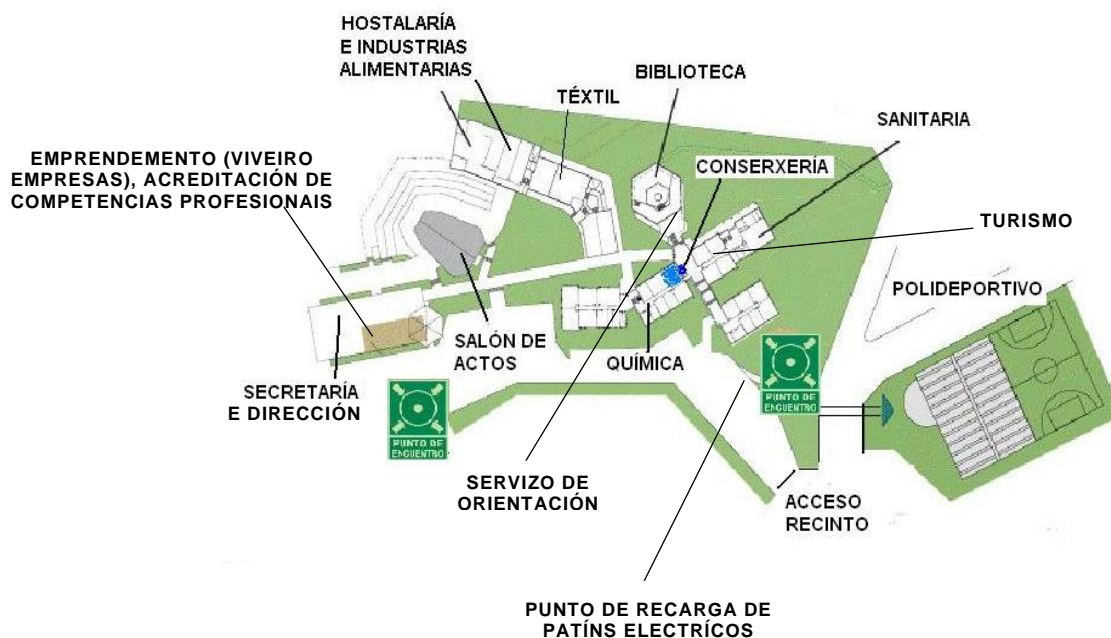 HOSTALARÍA
E INDUSTRIAS
ALIMENTARIAS
BIBLIOTECA
TÉXTIL
SANITARIA
EMPRENDEMENTO (VIVEIRO
EMPRESAS), ACREDITACIÓN DE
COMPETENCIAS PROFESIONAIS
CONSERXERÍA
TURISMO
POLIDEPORTIVO
SALÓN DE
ACTOS
QUÍMICA
SECRETARÍA
E DIRECCIÓN
PUNTO DE
ENCUENTRO
PUNTO DE
ENCUENTRO
SERVIZO DE
ORIENTACIÓN
ACCESO
RECINTO
PUNTO DE RECARGA DE
PATÍNS ELECTRÍCOS